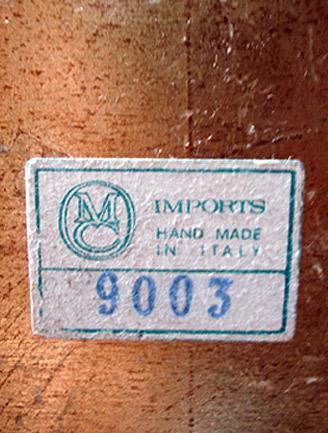 MC IMPORTS
HAND MADE
IN ITALY
9003